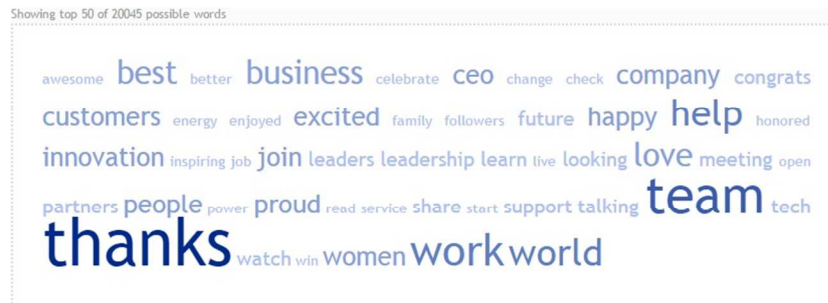 Showing top 50 of 20045 possible words
awesome best better business celebrate ceo change check company congrats
customers energy enjoyed excited family followers future happy help honored
innovation inspiring job join leaders leadership learn live looking love meeting open
partners people power proud read service share start support talking team tech
thanks watch win women work world